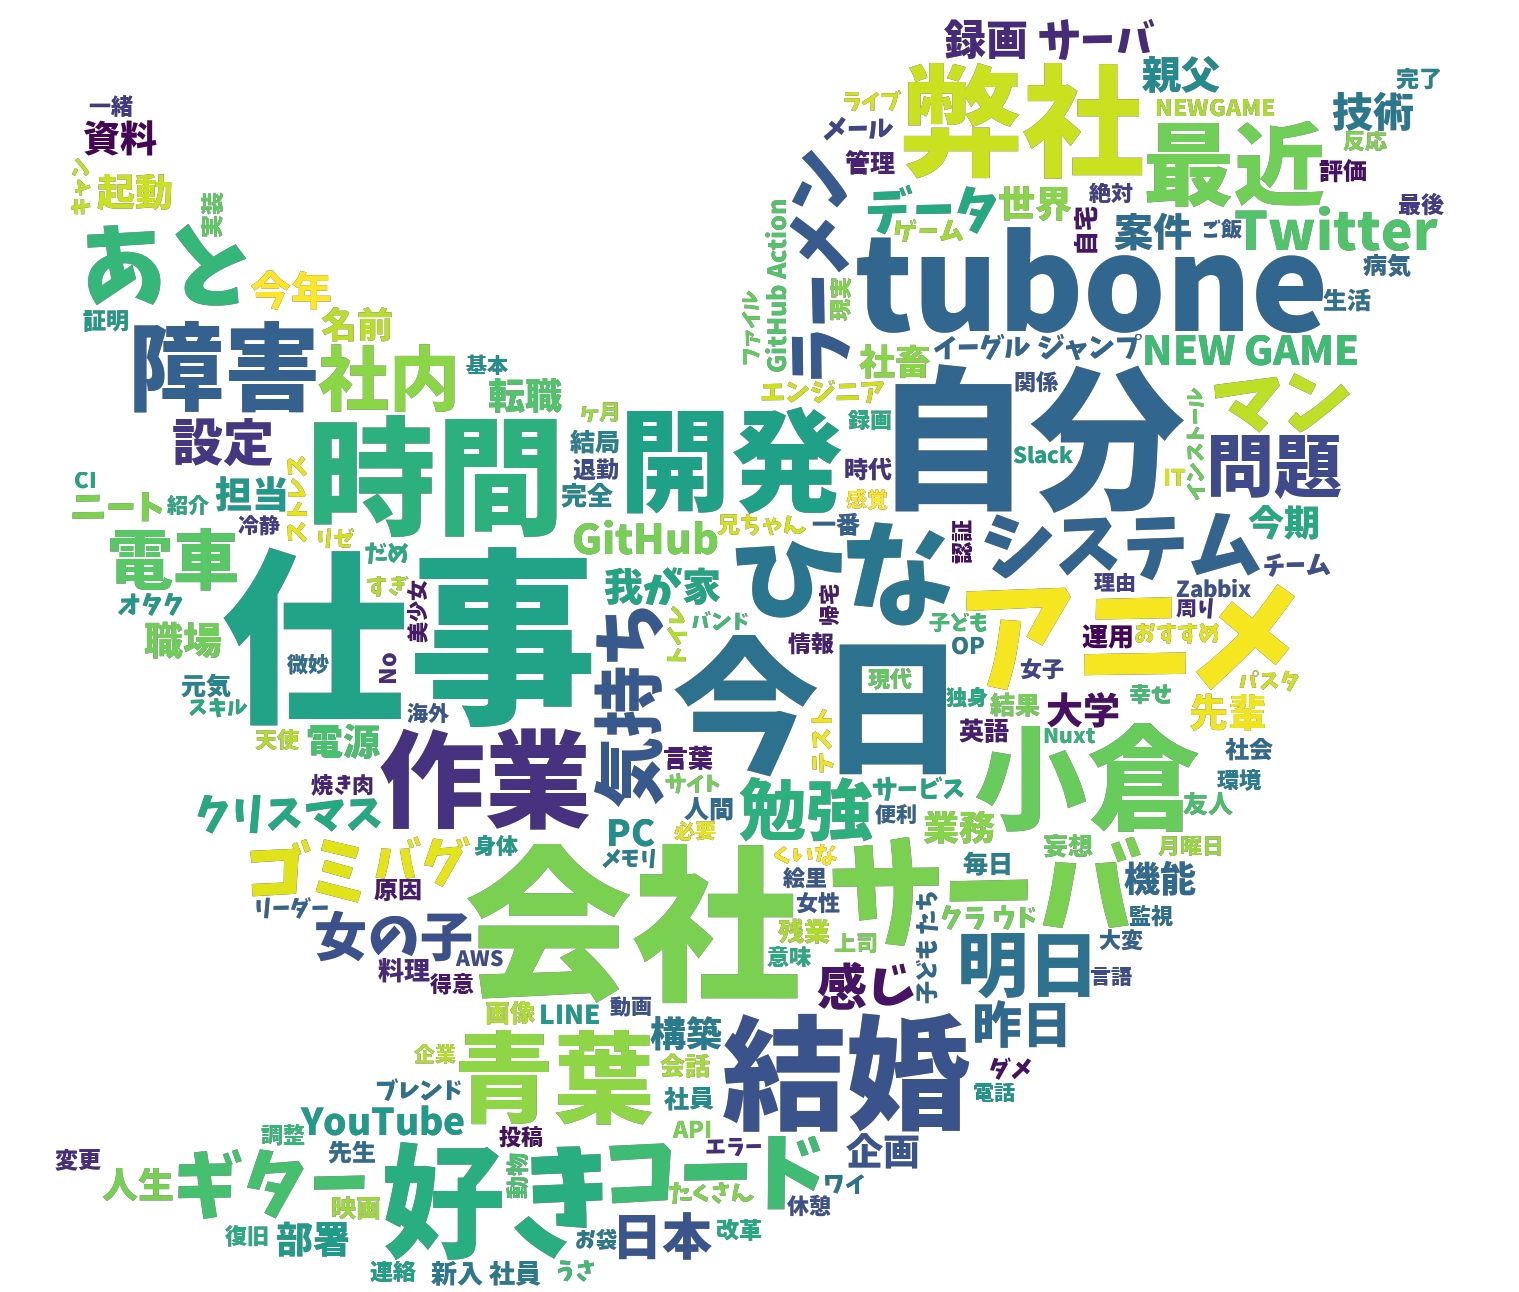 録画 サーバ
弊社
親父
完了
ライブ
NEWGAME
技術
一緒
メール
最近
反応
資料
管理
評価
キャン
起動
メン
データ
世界
絶対
最後
実装
ゲーム
自宅
案件
ご飯
Twitter
GitHub Action
あと
tubone
病気
今年
現実
生活
証明
名前
ファイル
ラー
障害
社内
基本
社畜
イーグル ジャンプ
NEW GAME
転職
エンジニア
関係
マン
ヶ月
録画
自分
インストール
設定
時間
結局
開発
Slack
問題
ストレス
退勤
時代
IT
CI
ニート
紹介
担当
完全
感覚
冷静
リゼ
GitHub
兄ちゃん
一番
認証
システム
今期
電車
だめ
ひな
チーム
すぎ
我が家
理由
Zabbix
オタク
美少女
仕事
帰宅
アニメ
周り
職場
気持ち
トイレ
バンド
子ども
運用
おすすめ
情報
OP
微妙
No
今日
現代
女子
パスタ
元気
スキル
海外
独身
結果
大学
幸せ
先輩
天使
電源
作業
テスト
英語
Nuxt
社会
言葉
小倉
焼き肉
サイト
勉強
サービス
環境
クリスマス
人間
便利
友人
PC
必要
業務
ゴミ
バグ
身体
メモリ
くいな
サーバ
毎日
妄想
月曜日
原因
会社
絵里
機能
リーダー
女性
子どもたち
クラウド
監視
女の子
残業
上司
大変
AWS
意味
明日
料理
得意
感じ
言語
画像
LINE
動画
構築
結婚
昨日
企業
青葉
会話
ダメ
ブレンド
社員
電話
YouTube
調整
投稿
API
エラー
企画
変更
先生
人生
ギター
好き
動物
コード
たくさん
ワイ
映画
休憩
復旧
部署
お袋
日本
改革
連絡
新入 社員
うさ